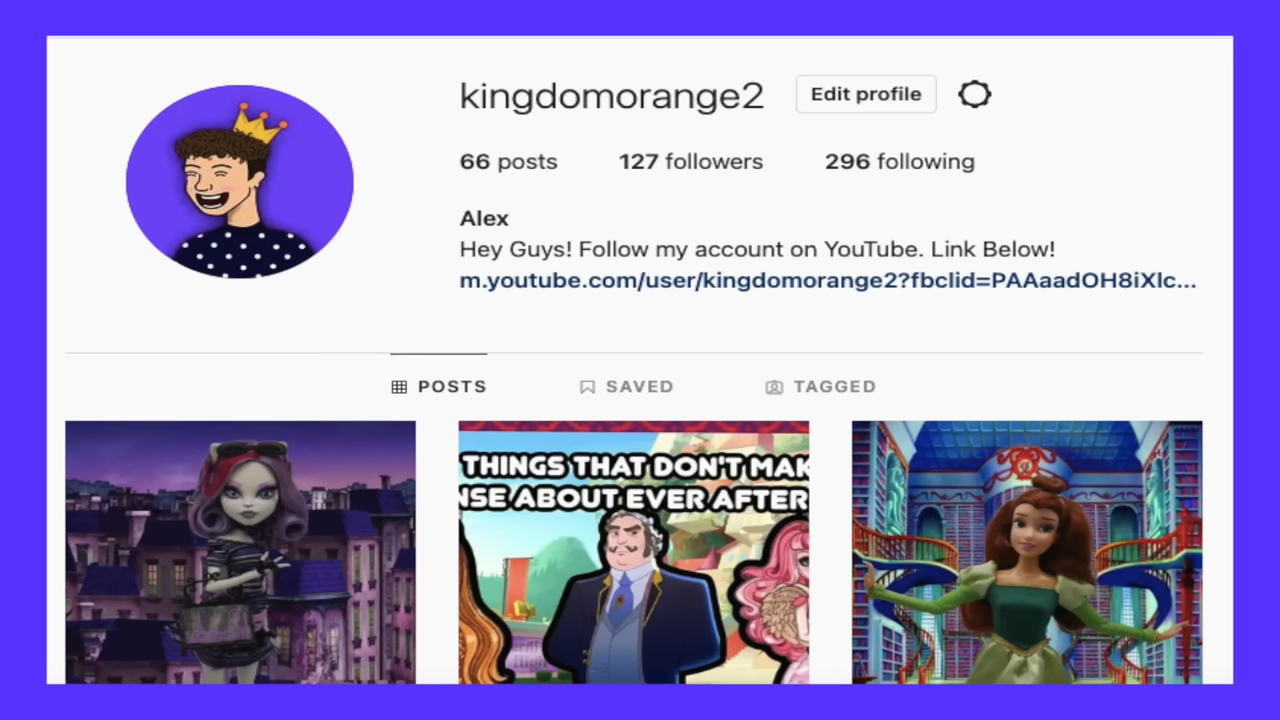 kingdomorange2 Edit profile
66 posts 127 followers 296 following
Alex
Hey Guys! Follow my account on YouTube. Link Below!
m.youtube.com/user/kingdomorange2?fbclid=PAAaadOH8iXlc...
POSTS SAVED TAGGED
THINGS THAT DON'T MAK
NSE ABOUT EVER AFTER